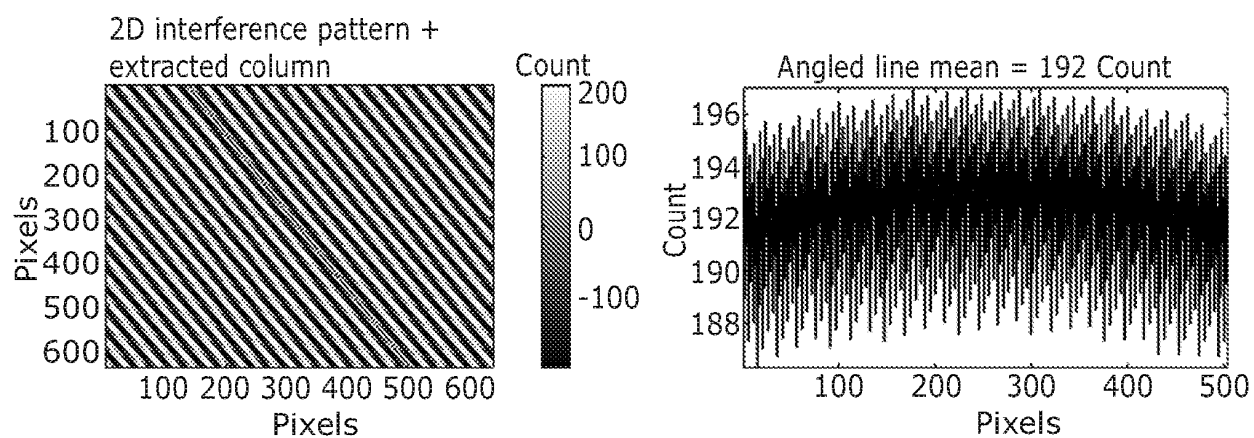 2D interference pattern +
extracted column
Count
200
100
0
-100
Pixels
100
200
300
400
500
600
100 200 300 400 500 600
Pixels
Angled line mean = 192 Count
Count
196
194
192
190
188
100 200 300 400 500
Pixels